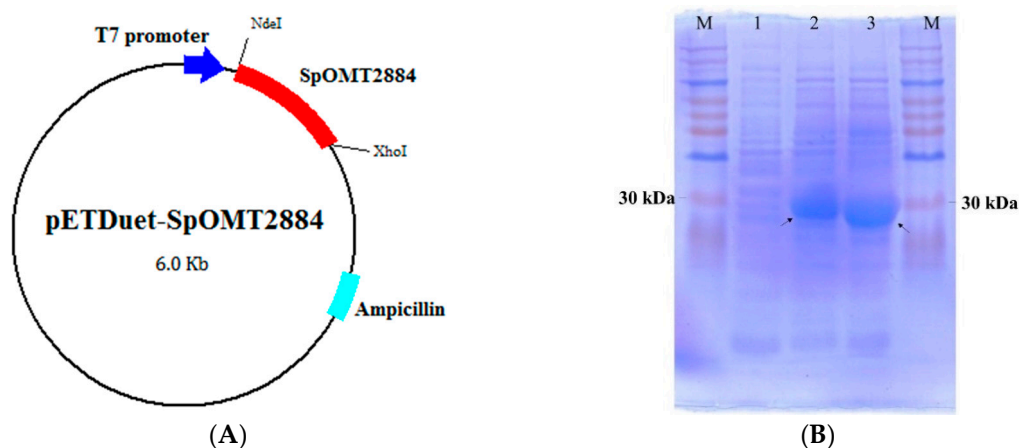 T7 promoter
NdeI
SpOMT2884
XhoI
pETDuet-SpOMT2884
6.0 Kb
Ampicillin
(A)
M 1 2 3 M
30 kDa
30 kDa
(B)